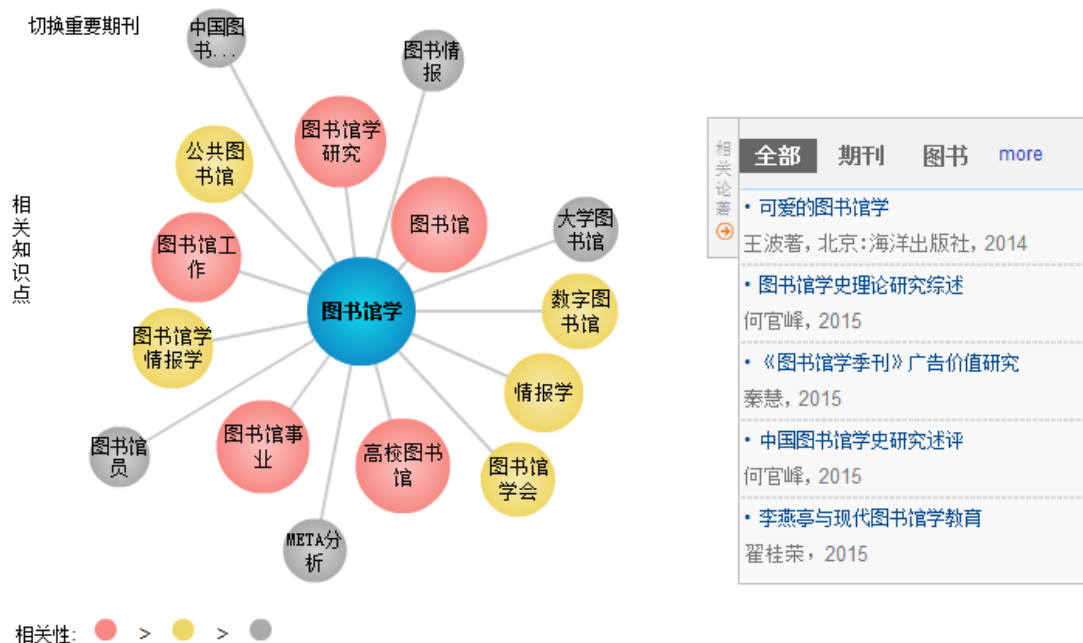 切换重要期刊
中国图
书...
图书情
报
图书馆学
研究
公共图
书馆
图书馆
大学图
书馆
图书馆工
作
相关知识点
图书馆学
数字图
书馆
图书馆学
情报学
情报学
图书馆
员
图书馆事
业
高校图书
馆
图书馆
学会
META分
析
相关性: > >
相关论著
全部 期刊 图书 more
• 可爱的图书馆学
王波著, 北京:海洋出版社, 2014
• 图书馆学史理论研究综述
何官峰, 2015
• 《图书馆学季刊》广告价值研究
秦慧, 2015
• 中国图书馆学史研究述评
何官峰, 2015
• 李燕亭与现代图书馆学教育
翟桂荣, 2015